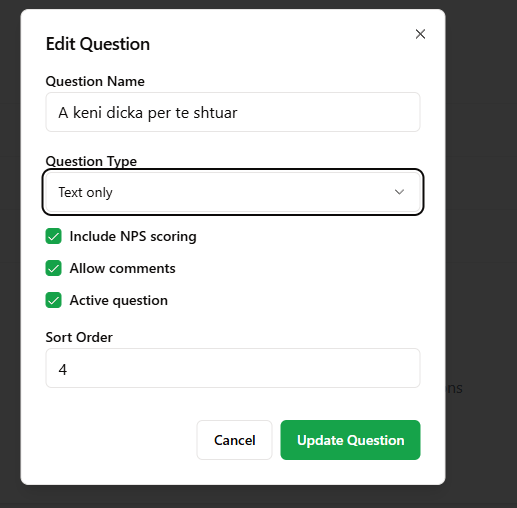 Edit Question
Question Name
A keni dicka per te shtuar
Question Type
Text only
Include NPS scoring
Allow comments
Active question
Sort Order
4
ns
Cancel
Update Question